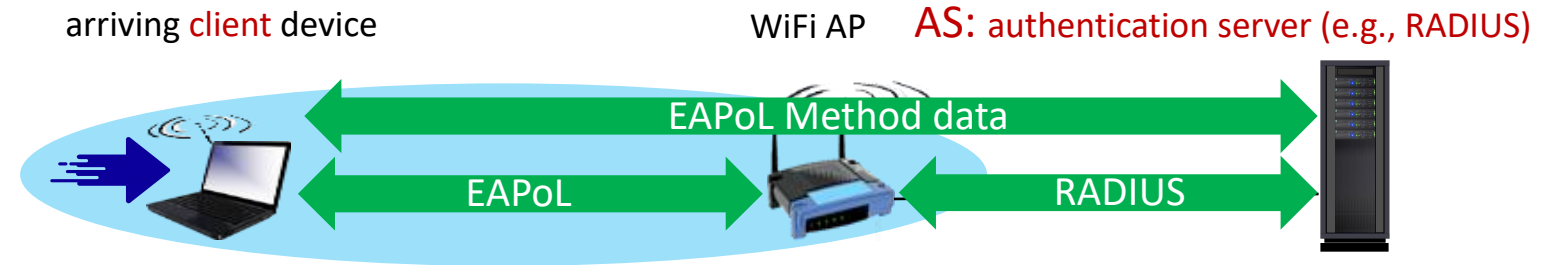 arriving client device
WiFi AP
AS: authentication server (e.g., RADIUS)
EAPoL Method data
EAPoL
RADIUS